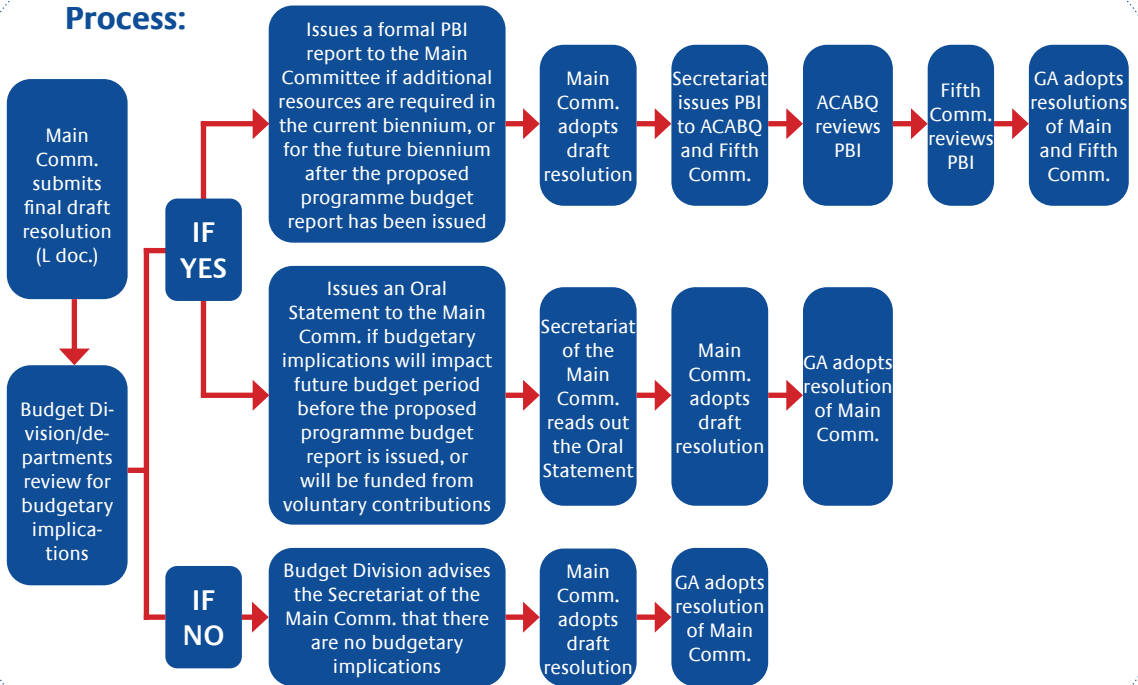 Process:
Main
Comm.
submits
final draft
resolution
(L doc.)
Budget Di-
vision/de-
partments
review for
budgetary
implica-
tions
IF
YES
Issues a formal PBI
report to the Main
Committee if additional
resources are required in
the current biennium, or
for the future biennium
after the proposed
programme budget
report has been issued
Main
Comm.
adopts
draft
resolution
Secretariat
issues PBI
to ACABQ
and Fifth
Comm.
ACABQ
reviews
PBI
Fifth
Comm.
reviews
PBI
GA adopts
resolutions
of Main
and Fifth
Comm.
Issues an Oral
Statement to the Main
Comm. if budgetary
implications will impact
future budget period
before the proposed
programme budget
report is issued, or
will be funded from
voluntary contributions
Secretariat
of the
Main
Comm.
reads out
the Oral
Statement
Main
Comm.
adopts
draft
resolution
GA adopts
resolution
of Main
Comm.
IF
NO
Budget Division advises
the Secretariat of the
Main Comm. that there
are no budgetary
implications
Main
Comm.
adopts
draft
resolution
GA adopts
resolution
of Main
Comm.